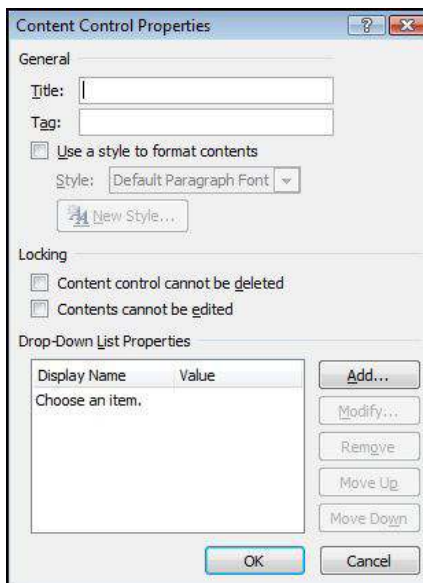 Content Control Properties
General
Title:
Tag:
Use a style to format contents
Style: Default Paragraph Font
New Style...
Locking
Content control cannot be deleted
Contents cannot be edited
Drop-Down List Properties
Display Name Value
Choose an item.
Add...
Modify...
Remove
Move Up
Move Down
OK Cancel